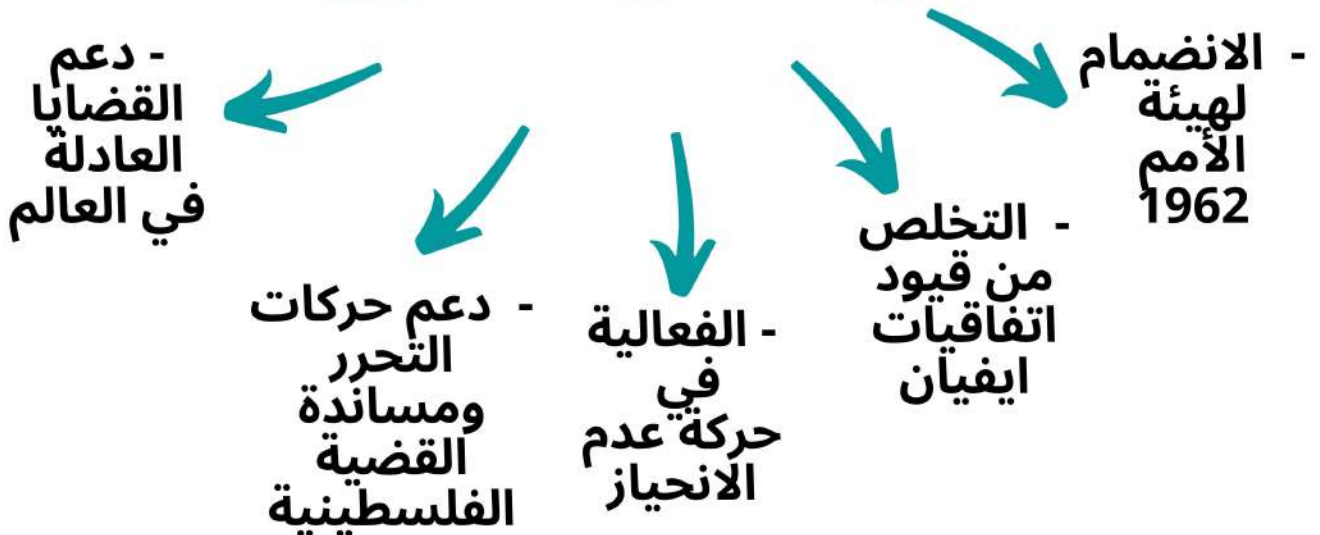 - الانضمام
لهيئة
الأمم
1962
- التخلص
من قيود
اتفاقيات
ايفيان
- الفعالية
في
حركة عدم
الانحياز
- دعم حركات
التحرر
ومساندة
القضية
الفلسطينية
- دعم
القضايا
العادلة
في العالم